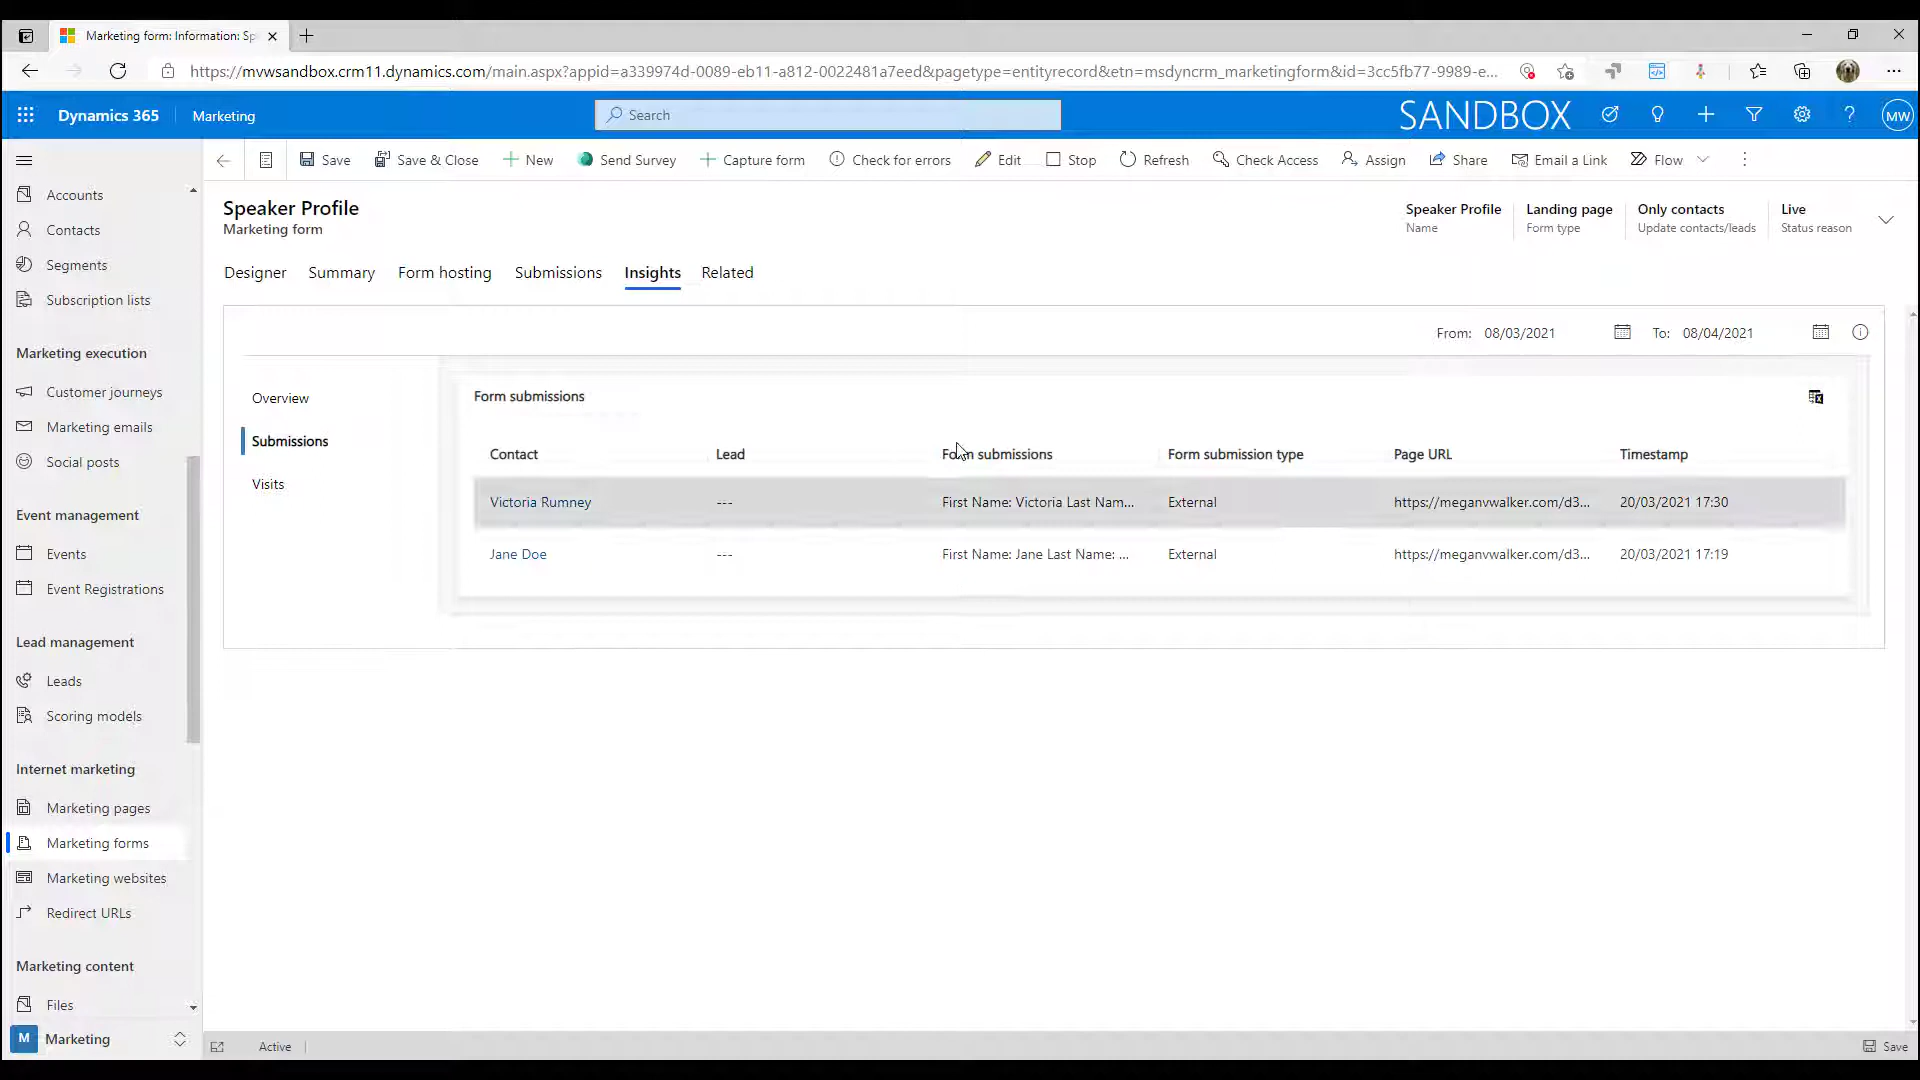 Marketing form: Information: Sp
https://mvwsandbox.crm11.dynamics.com/main.aspx?appid=a339974d-0089-eb11-a812-0022481a7eed&pagetype=entityrecord&etn=msdyncrm_marketingform&id=3cc5fb77-9989-e...
Dynamics 365
Marketing
Search
SANDBOX
MW
Save
Save & Close
New
Send Survey
Capture form
Check for errors
Edit
Stop
Refresh
Check Access
Assign
Share
Email a Link
Flow
Accounts
Contacts
Segments
Subscription lists
Marketing execution
Customer journeys
Marketing emails
Social posts
Event management
Events
Event Registrations
Lead management
Leads
Scoring models
Internet marketing
Marketing pages
Marketing forms
Marketing websites
Redirect URLs
Marketing content
Files
M
Marketing
Speaker Profile
Marketing form
Speaker Profile
Name
Landing page
Form type
Only contacts
Update contacts/leads
Live
Status reason
Designer
Summary
Form hosting
Submissions
Insights
Related
From: 08/03/2021
To: 08/04/2021
Overview
Submissions
Visits
Form submissions
Contact Lead Form submissions Form submission type Page URL Timestamp
Victoria Rumney --- First Name: Victoria Last Nam... External https://meganvwalker.com/d3... 20/03/2021 17:30
Jane Doe --- First Name: Jane Last Name: ... External https://meganvwalker.com/d3... 20/03/2021 17:19
Active
Save